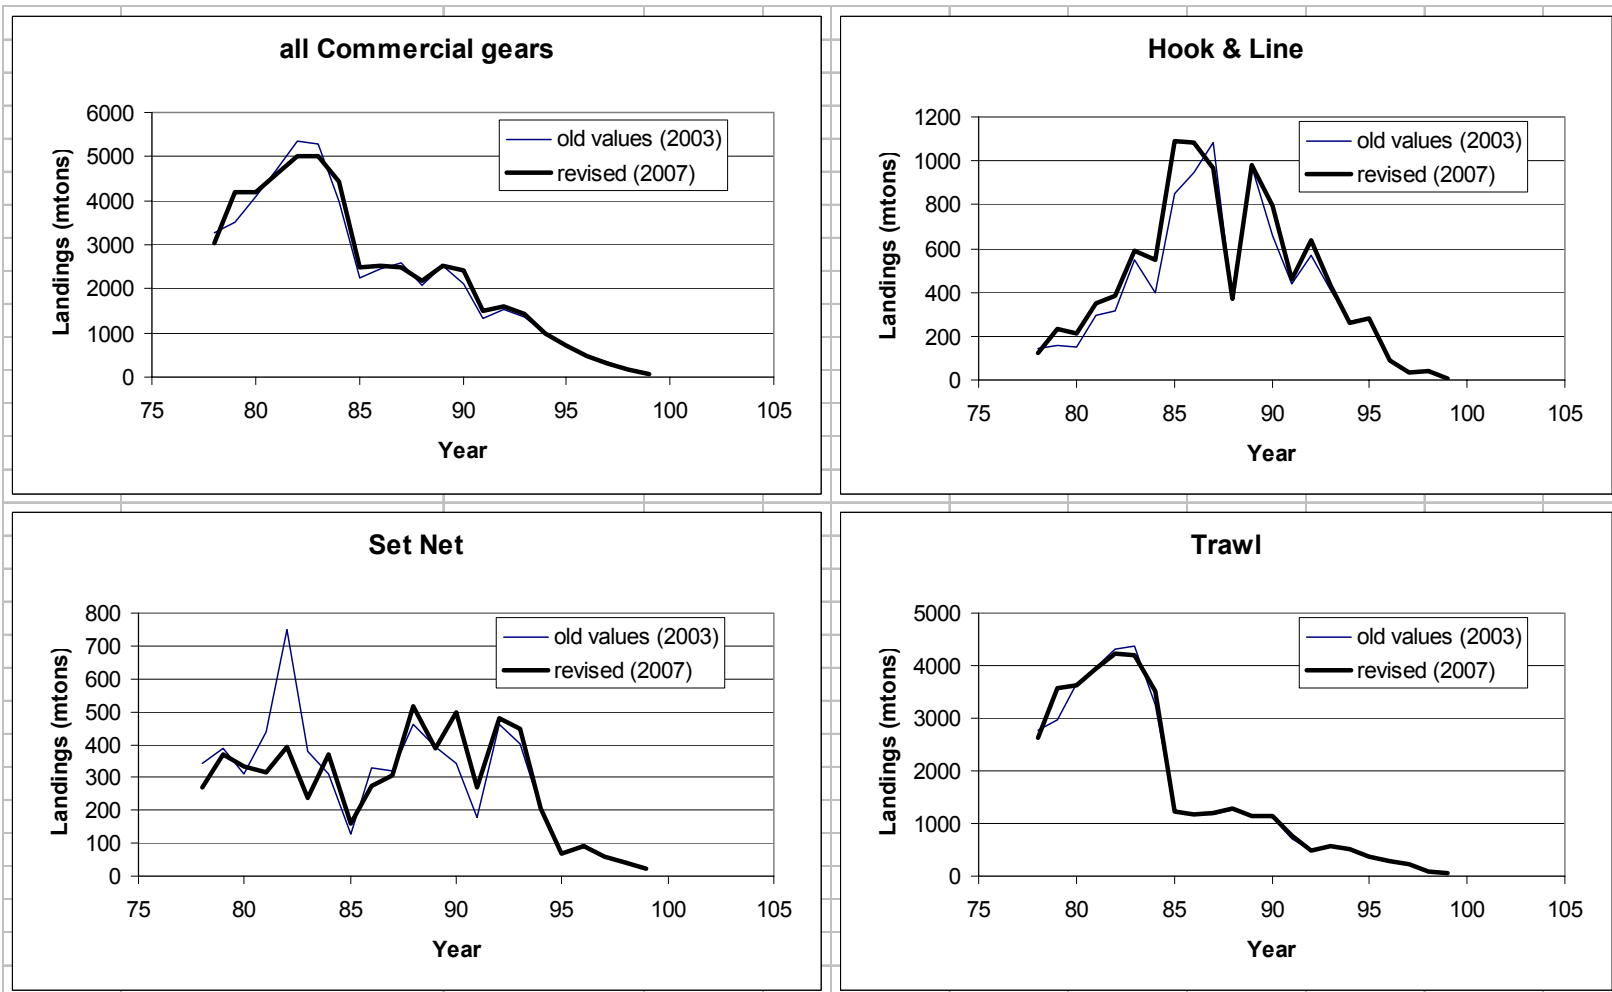 all Commercial gears
6000
5000
4000
3000
2000
1000
0
Landings (mtons)
old values (2003)
revised (2007)
75 80 85 90 95 100 105
Year
Hook & Line
1200
1000
800
600
400
200
0
Landings (mtons)
old values (2003)
revised (2007)
75 80 85 90 95 100 105
Year
Set Net
800
700
600
500
400
300
200
100
0
Landings (mtons)
old values (2003)
revised (2007)
75 80 85 90 95 100 105
Year
Trawl
5000
4000
3000
2000
1000
0
Landings (mtons)
old values (2003)
revised (2007)
75 80 85 90 95 100 105
Year